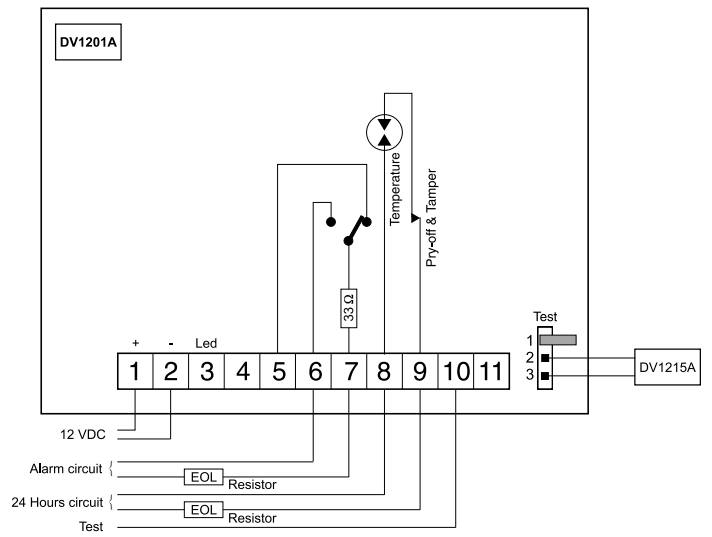 DV1201A
Temperature
Pry-off & Tamper
33 Ω
Test
+ - Led
1 2 3 4 5 6 7 8 9 10 11
1
2
3
DV1215A
12 VDC
Alarm circuit {
EOL Resistor
24 Hours circuit {
EOL Resistor
Test